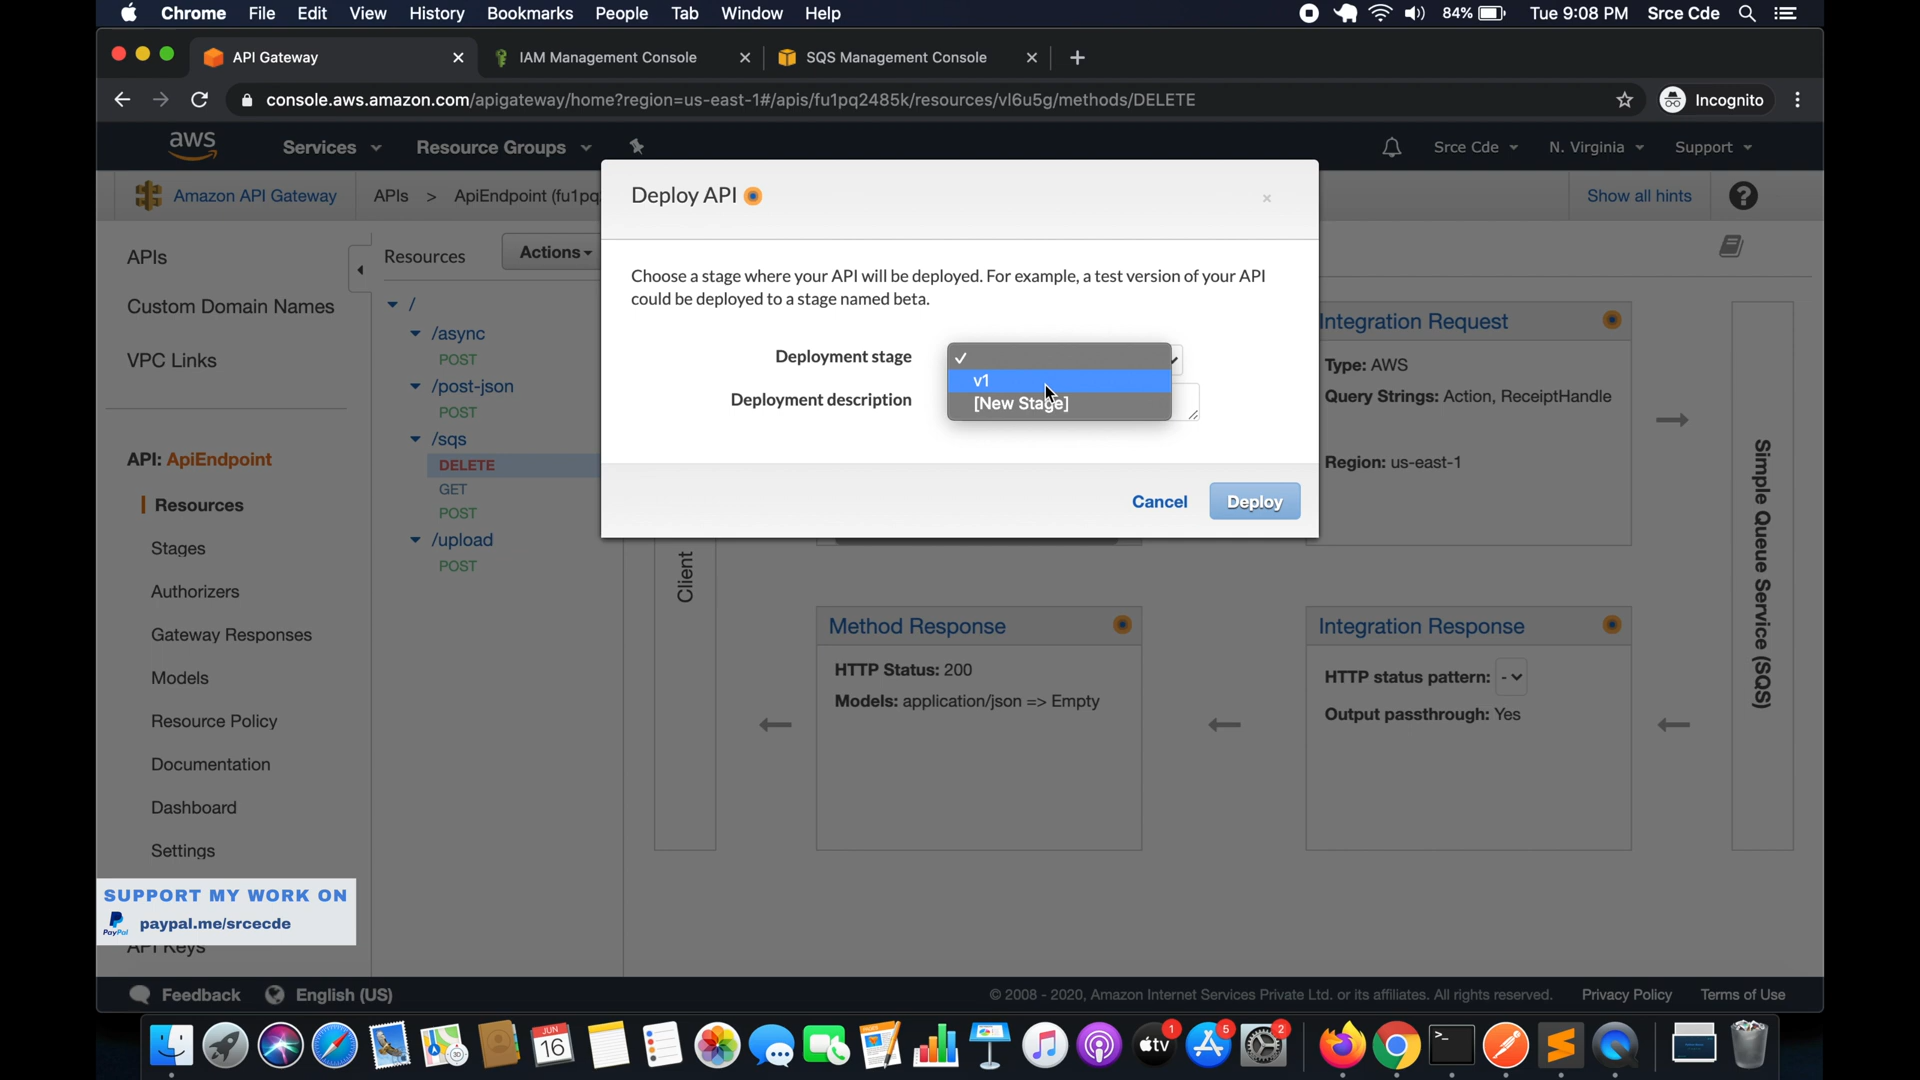 Chrome File Edit View History Bookmarks People Tab Window Help
84% Tue 9:08 PM Srce Cde
API Gateway
IAM Management Console
SQS Management Console
console.aws.amazon.com/apigateway/home?region=us-east-1#/apis/fu1pq2485k/resources/vl6u5g/methods/DELETE
Incognito
aws Services Resource Groups
Srce Cde N. Virginia Support
Amazon API Gateway APIs > ApiEndpoint (fu1pq
Show all hints ?
Deploy API
Choose a stage where your API will be deployed. For example, a test version of your API
could be deployed to a stage named beta.
Deployment stage
v1
[New Stage]
Deployment description
Cancel Deploy
APIs
Custom Domain Names
VPC Links
API: ApiEndpoint
Resources
Stages
Authorizers
Gateway Responses
Models
Resource Policy
Documentation
Dashboard
Settings
API Keys
SUPPORT MY WORK ON
PayPal paypal.me/srcecde
Resources Actions
/
/async
POST
/post-json
POST
/sqs
DELETE
GET
POST
/upload
POST
Client
Integration Request
Type: AWS
Query Strings: Action, ReceiptHandle
Region: us-east-1
Method Response
HTTP Status: 200
Models: application/json => Empty
Integration Response
HTTP status pattern: -
Output passthrough: Yes
Simple Queue Service (SQS)
Feedback English (US)
© 2008 - 2020, Amazon Internet Services Private Ltd. or its affiliates. All rights reserved. Privacy Policy Terms of Use
JUN
16
tv
1
5
2